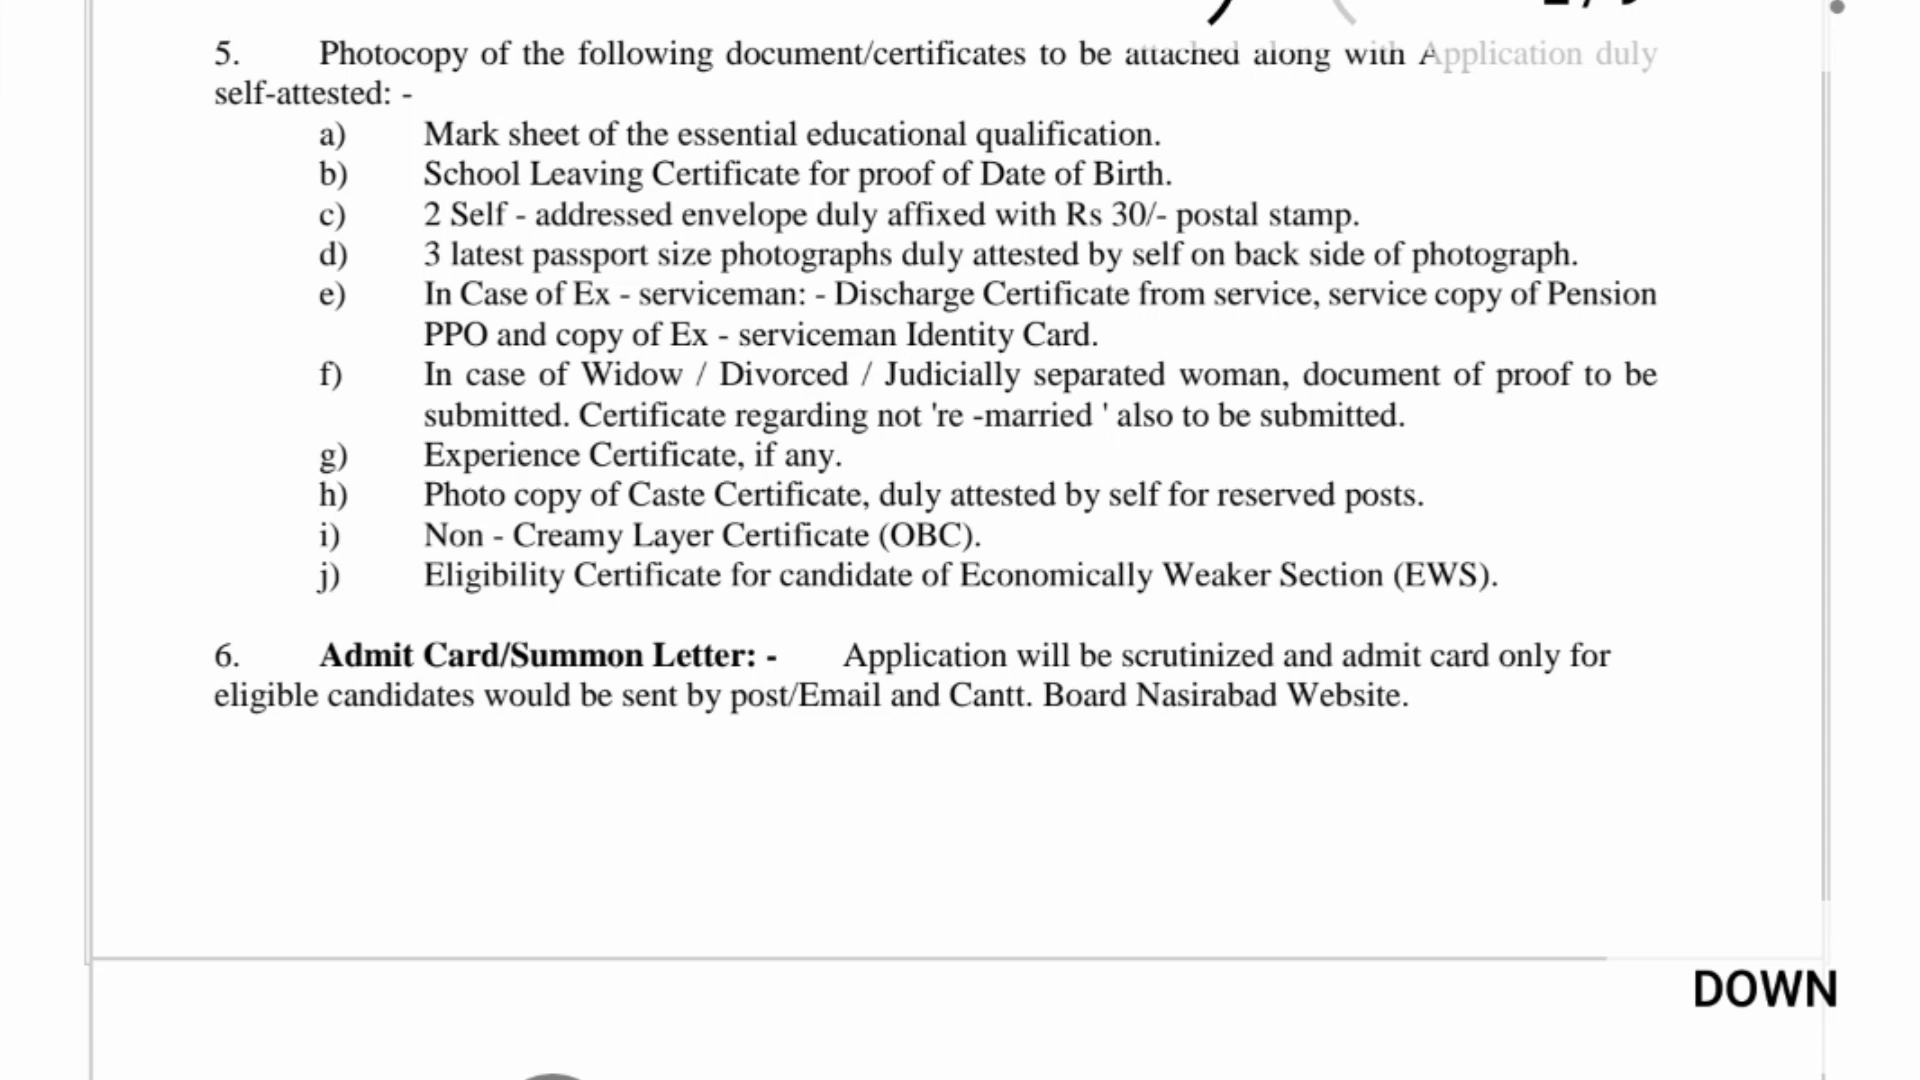 5. Photocopy of the following document/certificates to be attached along with Application duly
self-attested: -
a) Mark sheet of the essential educational qualification.
b) School Leaving Certificate for proof of Date of Birth.
c) 2 Self - addressed envelope duly affixed with Rs 30/- postal stamp.
d) 3 latest passport size photographs duly attested by self on back side of photograph.
e) In Case of Ex - serviceman: - Discharge Certificate from service, service copy of Pension
PPO and copy of Ex - serviceman Identity Card.
f) In case of Widow / Divorced / Judicially separated woman, document of proof to be
submitted. Certificate regarding not 're -married ' also to be submitted.
g) Experience Certificate, if any.
h) Photo copy of Caste Certificate, duly attested by self for reserved posts.
i) Non - Creamy Layer Certificate (OBC).
j) Eligibility Certificate for candidate of Economically Weaker Section (EWS).
6. Admit Card/Summon Letter: - Application will be scrutinized and admit card only for
eligible candidates would be sent by post/Email and Cantt. Board Nasirabad Website.
DOWN